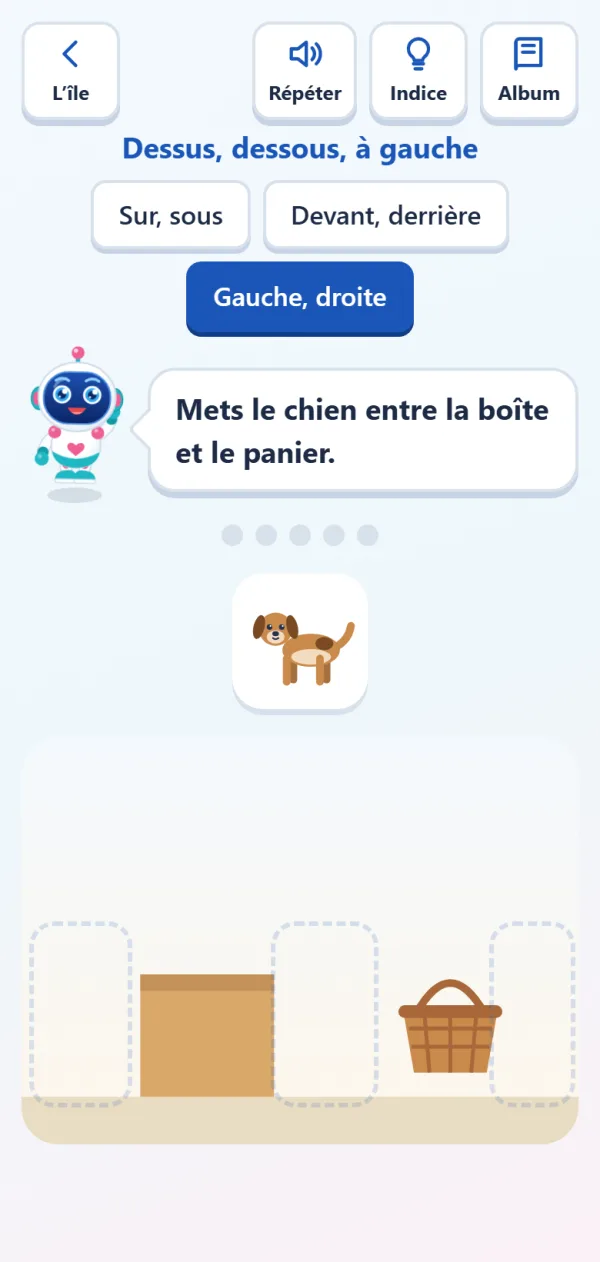 L’île
Répéter
Indice
Album
Dessus, dessous, à gauche
Sur, sous
Devant, derrière
Gauche, droite
Mets le chien entre la boîte
et le panier.